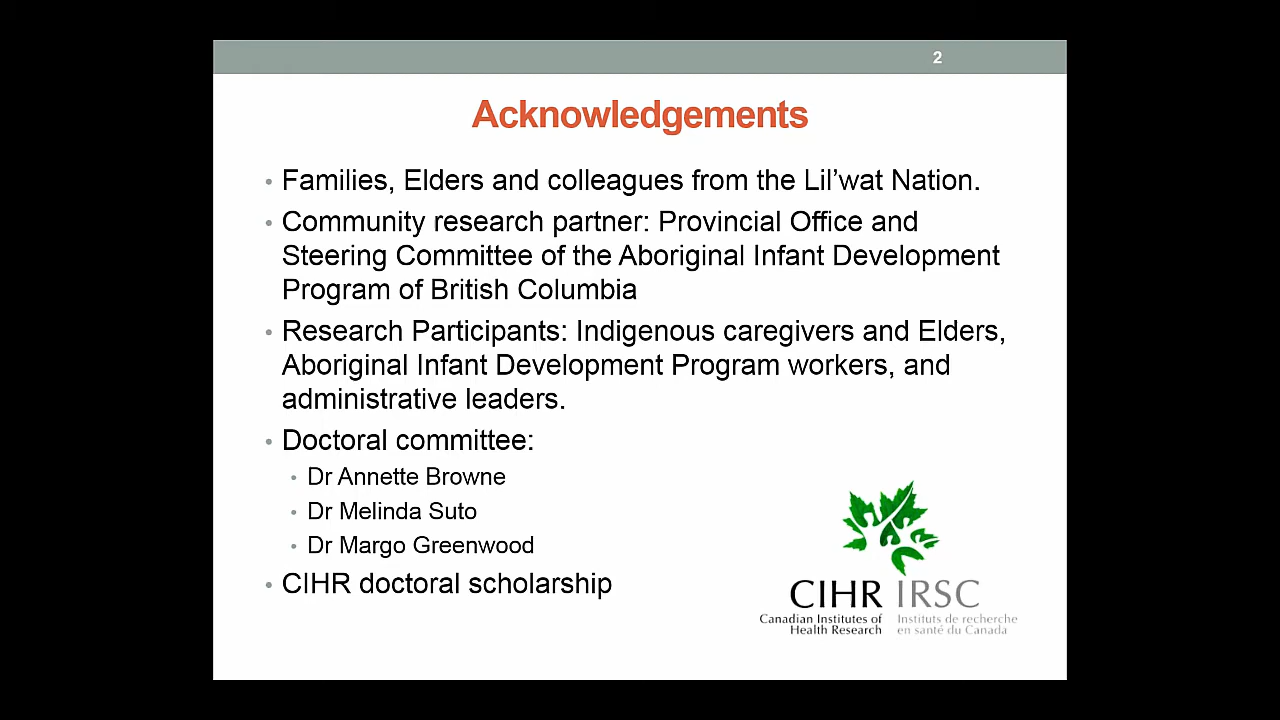 2
Acknowledgements
• Families, Elders and colleagues from the Lil’wat Nation.
• Community research partner: Provincial Office and
Steering Committee of the Aboriginal Infant Development
Program of British Columbia
• Research Participants: Indigenous caregivers and Elders,
Aboriginal Infant Development Program workers, and
administrative leaders.
• Doctoral committee:
• Dr Annette Browne
• Dr Melinda Suto
• Dr Margo Greenwood
• CIHR doctoral scholarship
CIHR IRSC
Canadian Institutes of Instituts de recherche
Health Research en santé du Canada